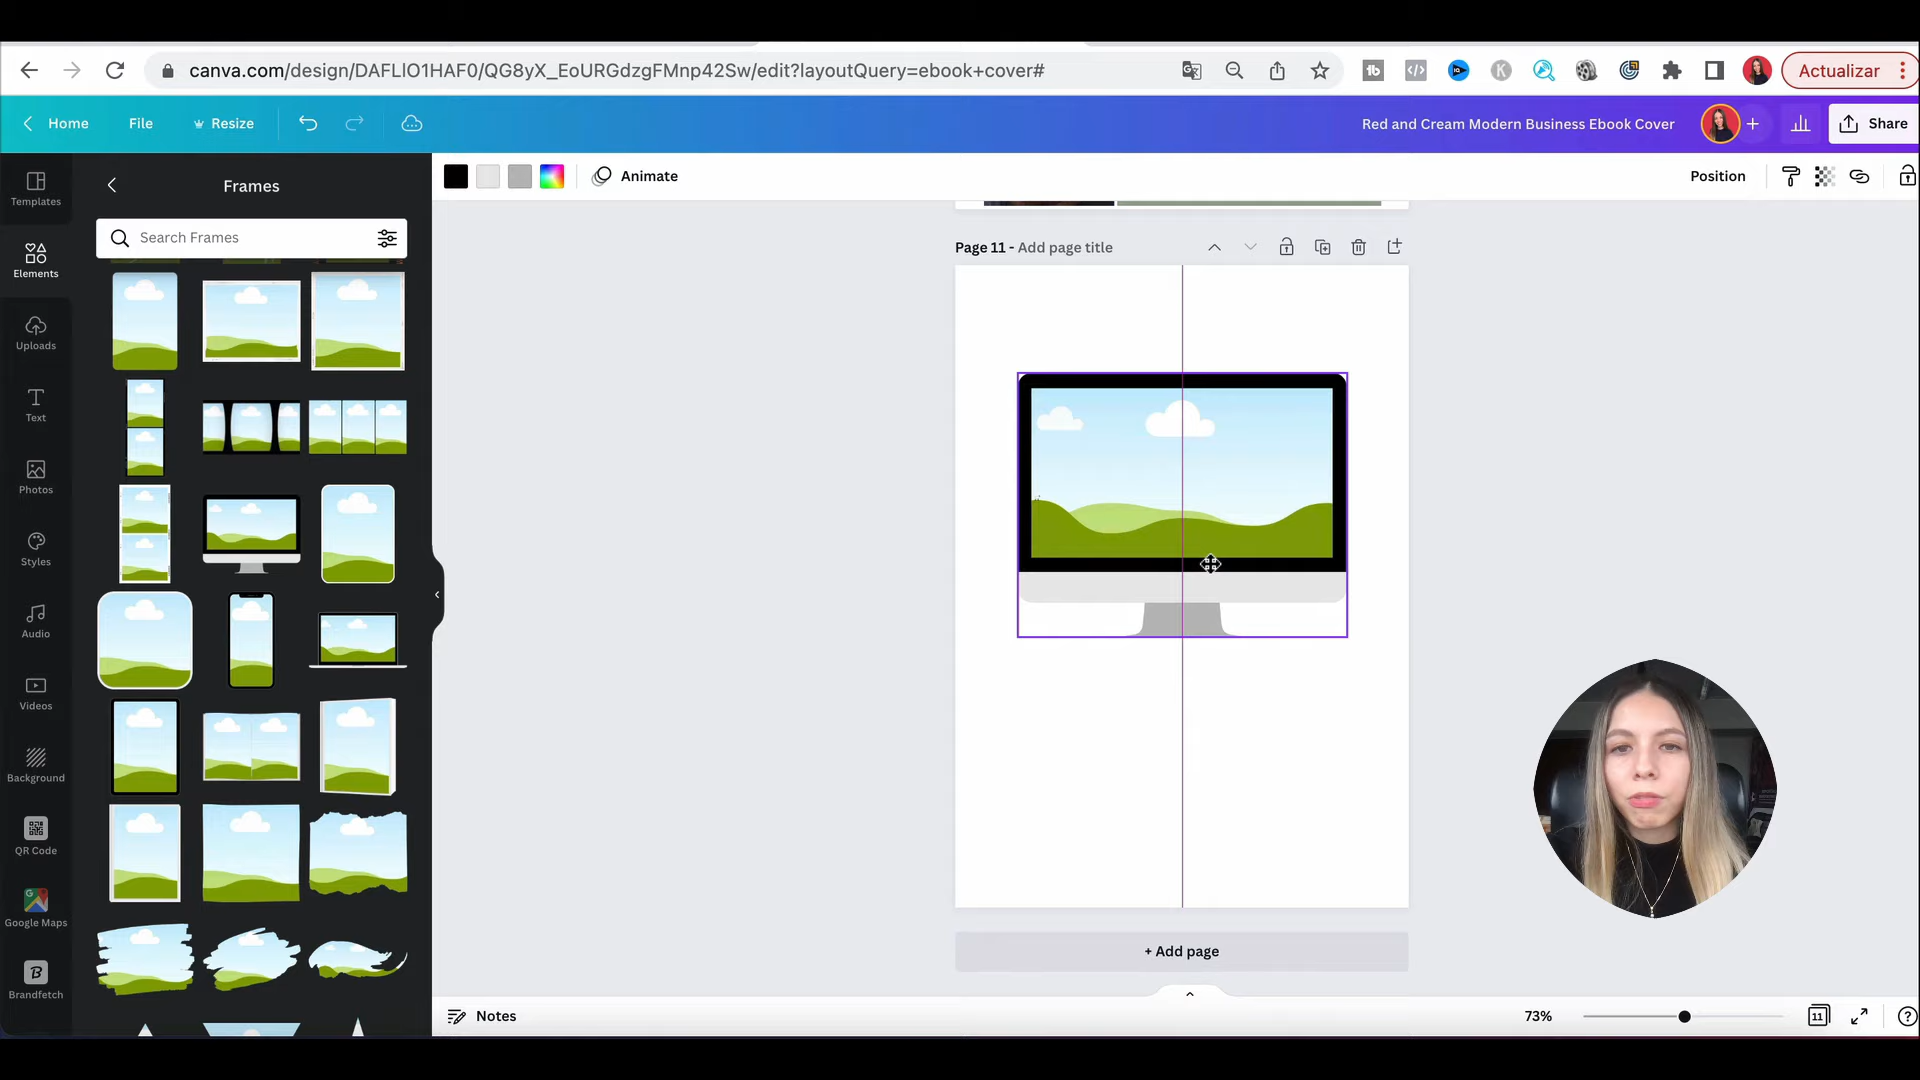 canva.com/design/DAFLlO1HAF0/QG8yX_EoURGdzgFMnp42Sw/edit?layoutQuery=ebook+cover#
Actualizar
Home
File
Resize
Red and Cream Modern Business Ebook Cover
Share
Templates
Elements
Uploads
Text
Photos
Styles
Audio
Videos
Background
QR Code
Google Maps
Brandfetch
Frames
Search Frames
Animate
Position
Page 11 - Add page title
+ Add page
Notes
73%
11